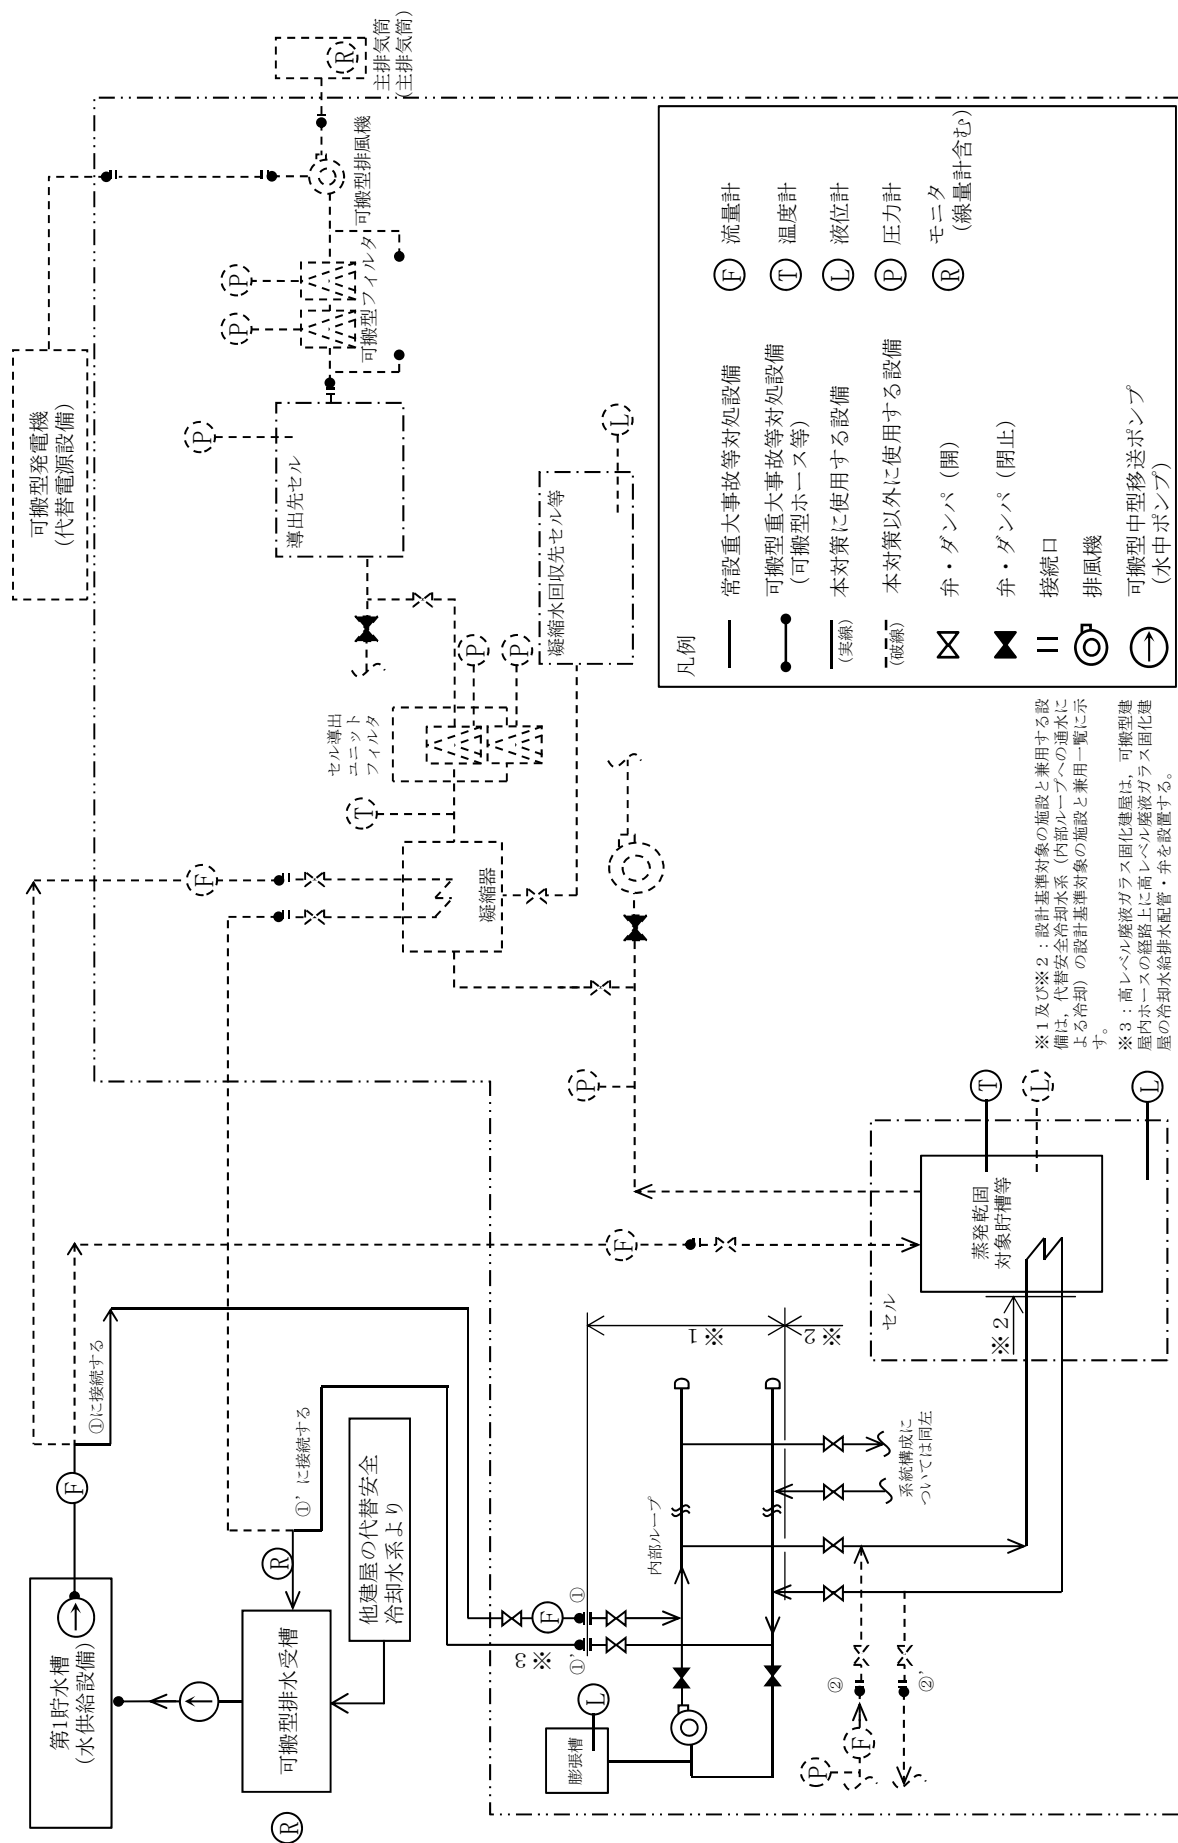 可搬型発電機
(代替電源設備)
R
主排気筒
(主排気筒)
可搬型排風機
可搬型フィルタ
P
P
P
導出先セル
L
凝縮水回収先セル等
P
P
セル導出
ユニット
フィルタ
T
F
凝縮器
P
第1貯水槽
(水供給設備)
F
①に接続する
可搬型排水受槽
R
R
①’に接続する
他建屋の代替安全
冷却水系より
F
セル
蒸発乾固
対象貯槽等
T
L
L
※2
※1
※2
※3
①
①’
F
内部ループ
系統構成に
ついては同左
膨張槽
L
②
②’
F
P
凡例
常設重大事故等対処設備
可搬型重大事故等対処設備
(可搬型ホース等)
(実線)
本対策に使用する設備
(破線)
本対策以外に使用する設備
弁・ダンパ(開)
弁・ダンパ(閉止)
接続口
排風機
可搬型中型移送ポンプ
(水中ポンプ)
F 流量計
T 温度計
L 液位計
P 圧力計
R モニタ
(線量計含む)
※1及び※2:設計基準対象の施設と兼用する設
備は,代替安全冷却水系(内部ループへの通水に
よる冷却)の設計基準対象の施設と兼用一覧に示
す。
※3:高レベル廃液ガラス固化建屋は,可搬型建
屋内ホースの経路上に高レベル廃液ガラス固化建
屋の冷却水給排水配管・弁を設置する。